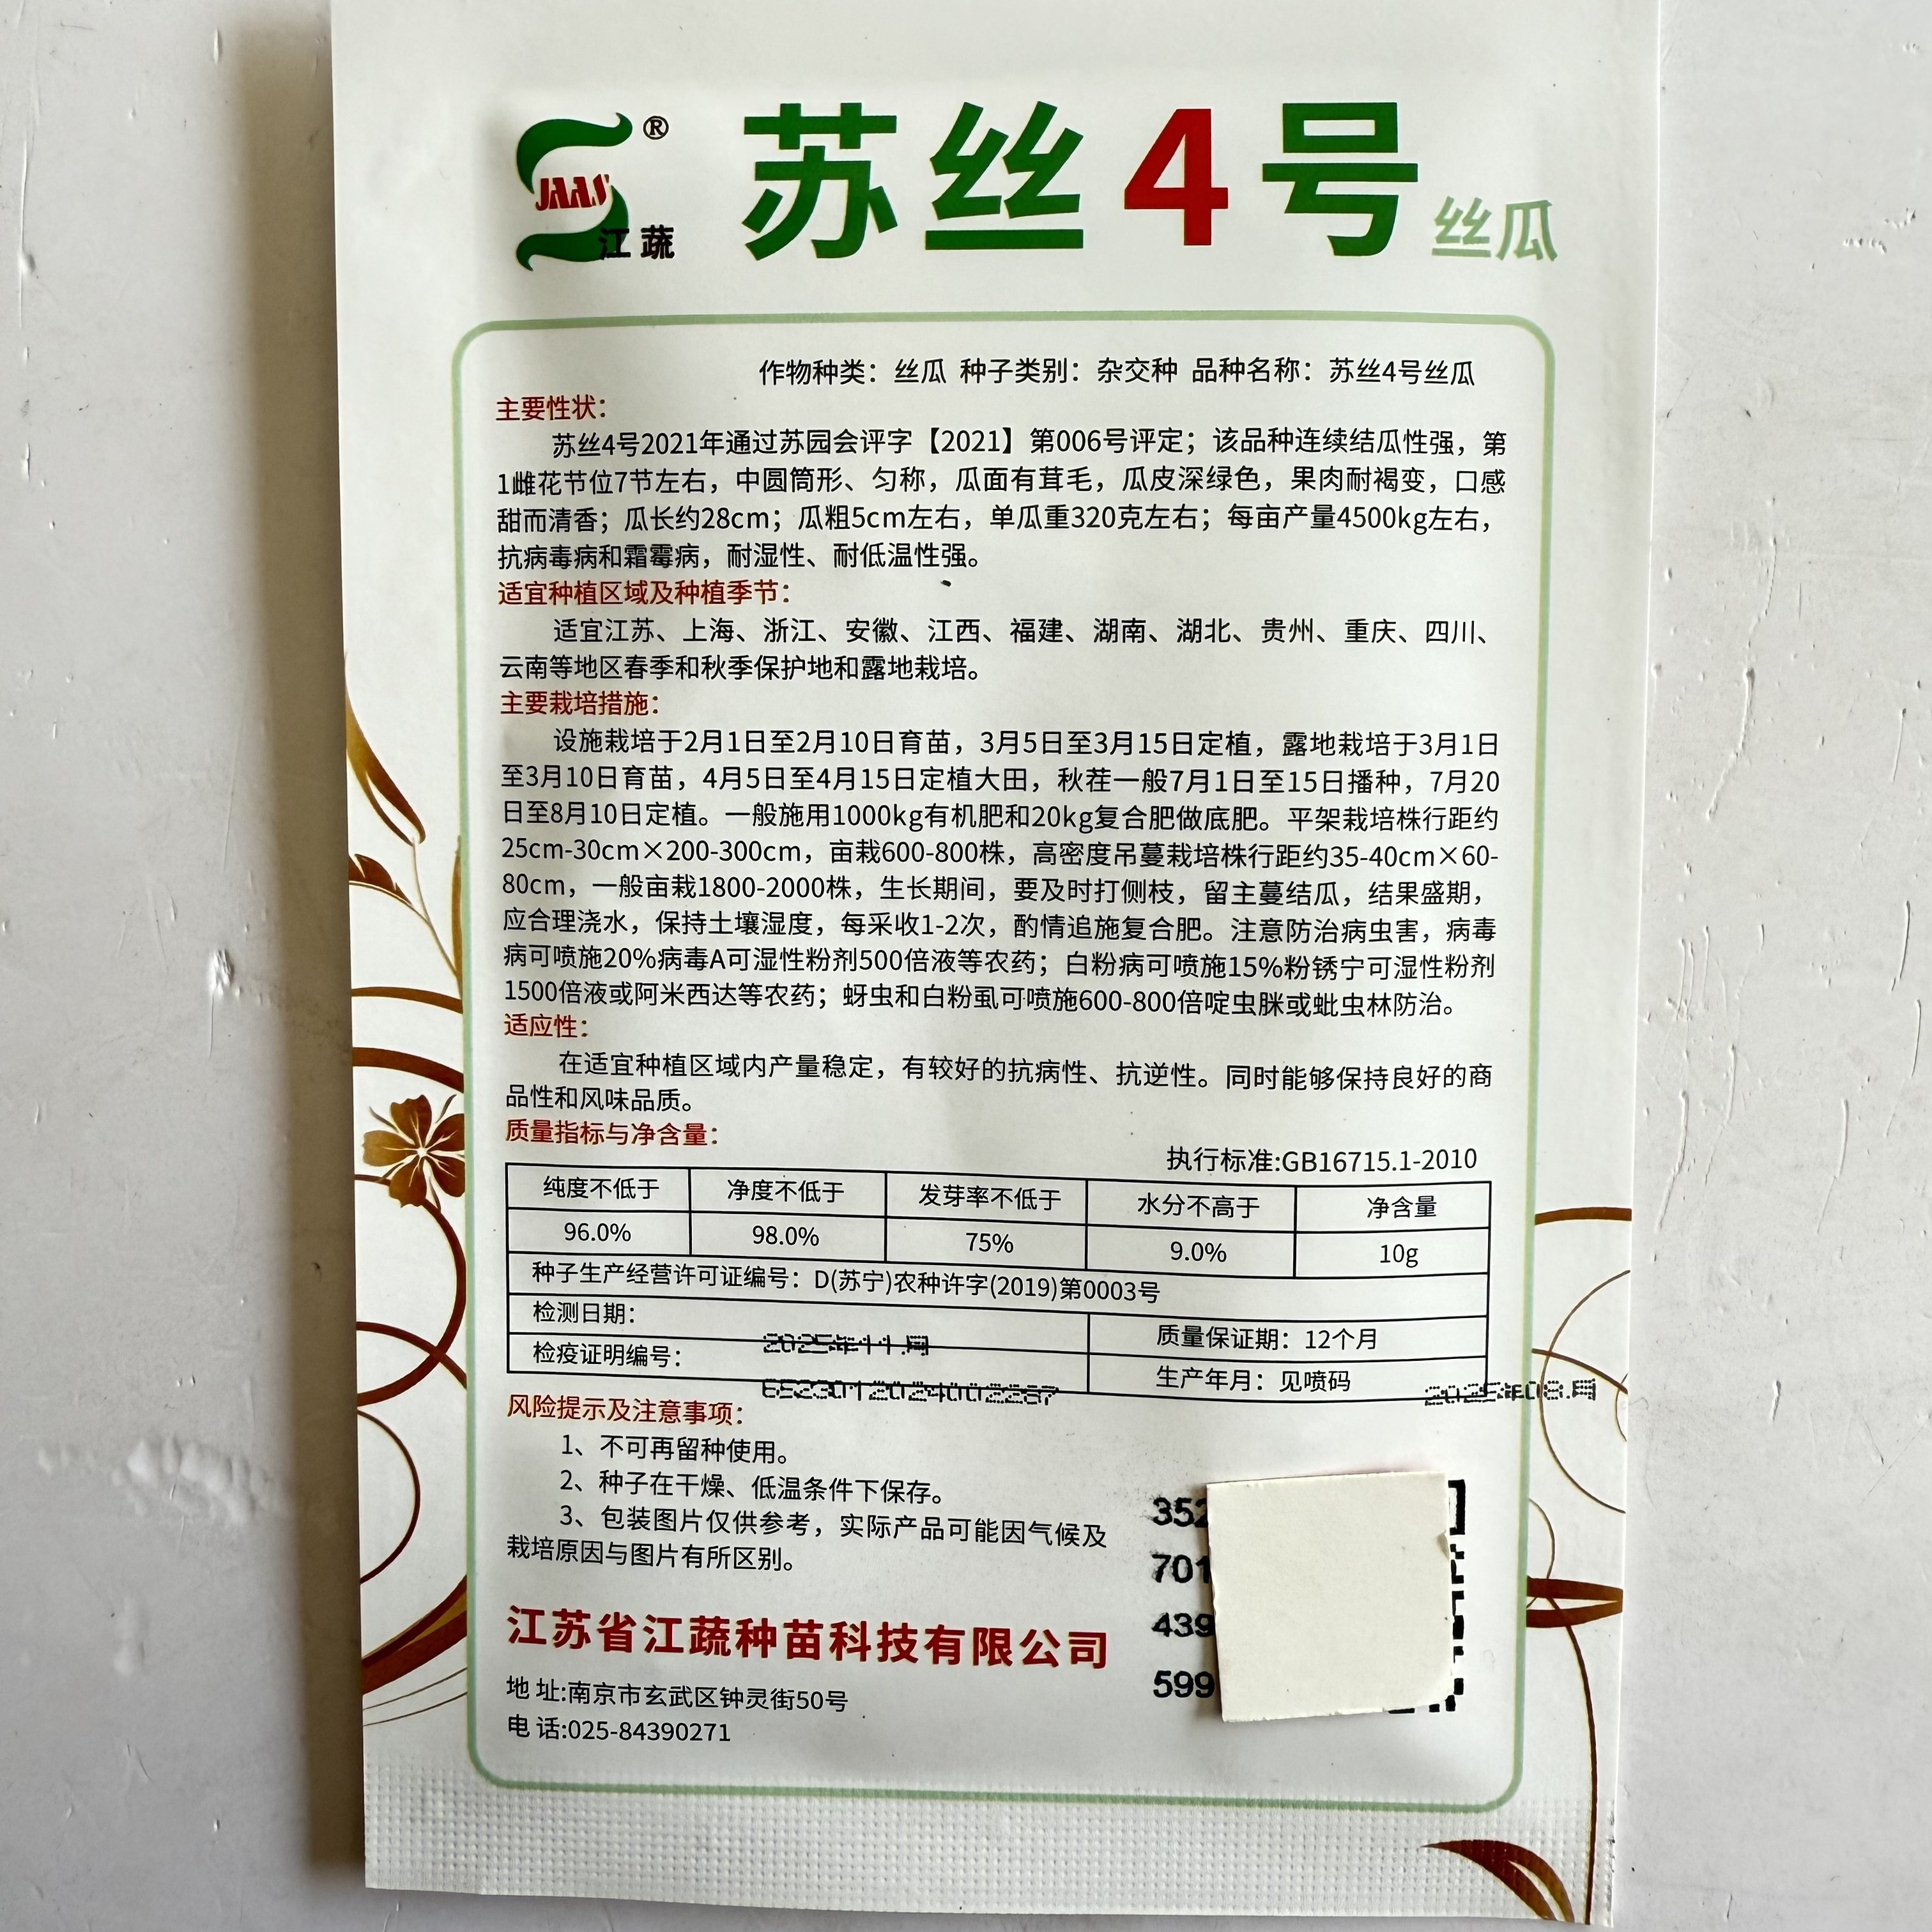 JAAS ®
江蔬
苏丝4号 丝瓜
作物种类：丝瓜 种子类别：杂交种 品种名称：苏丝4号丝瓜
主要性状：
苏丝4号2021年通过苏园会评字【2021】第006号评定；该品种连续结瓜性强，第
1雌花节位7节左右，中圆筒形、匀称，瓜面有茸毛，瓜皮深绿色，果肉耐褐变，口感
甜而清香；瓜长约28cm；瓜粗5cm左右，单瓜重320克左右；每亩产量4500kg左右，
抗病毒病和霜霉病，耐湿性、耐低温性强。
适宜种植区域及种植季节：
适宜江苏、上海、浙江、安徽、江西、福建、湖南、湖北、贵州、重庆、四川、
云南等地区春季和秋季保护地和露地栽培。
主要栽培措施：
设施栽培于2月1日至2月10日育苗，3月5日至3月15日定植，露地栽培于3月1日
至3月10日育苗，4月5日至4月15日定植大田，秋茬一般7月1日至15日播种，7月20
日至8月10日定植。一般施用1000kg有机肥和20kg复合肥做底肥。平架栽培株行距约
25cm-30cm×200-300cm，亩栽600-800株，高密度吊蔓栽培株行距约35-40cm×60-
80cm，一般亩栽1800-2000株，生长期间，要及时打侧枝，留主蔓结瓜，结果盛期，
应合理浇水，保持土壤湿度，每采收1-2次，酌情追施复合肥。注意防治病虫害，病毒
病可喷施20%病毒A可湿性粉剂500倍液等农药；白粉病可喷施15%粉锈宁可湿性粉剂
1500倍液或阿米西达等农药；蚜虫和白粉虱可喷施600-800倍啶虫脒或蚍虫林防治。
适应性：
在适宜种植区域内产量稳定，有较好的抗病性、抗逆性。同时能够保持良好的商
品性和风味品质。
质量指标与净含量：
执行标准:GB16715.1-2010
纯度不低于 净度不低于 发芽率不低于 水分不高于 净含量
96.0% 98.0% 75% 9.0% 10g
种子生产经营许可证编号：D(苏宁)农种许字(2019)第0003号
检测日期： 2025年11.月 质量保证期：12个月
检疫证明编号： 6523012024002287 生产年月：见喷码 2025年08.月
风险提示及注意事项：
1、不可再留种使用。
2、种子在干燥、低温条件下保存。
3、包装图片仅供参考，实际产品可能因气候及
栽培原因与图片有所区别。
352
701
439
599
江苏省江蔬种苗科技有限公司
地 址:南京市玄武区钟灵街50号
电 话:025-84390271